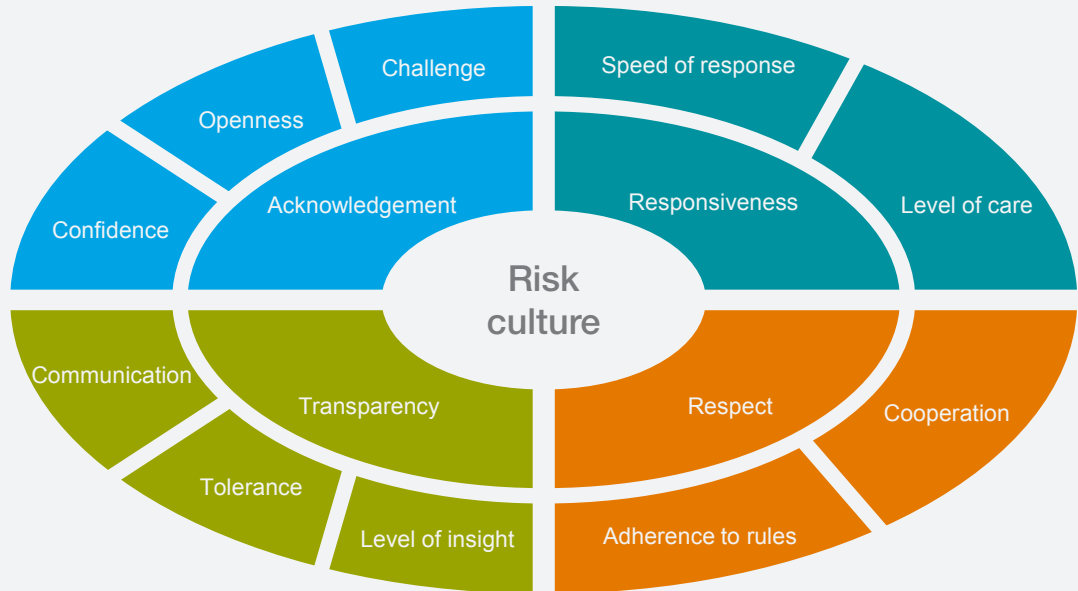 Challenge
Speed of response
Openness
Confidence
Acknowledgement
Responsiveness
Level of care
Risk
culture
Communication
Transparency
Respect
Cooperation
Tolerance
Level of insight
Adherence to rules